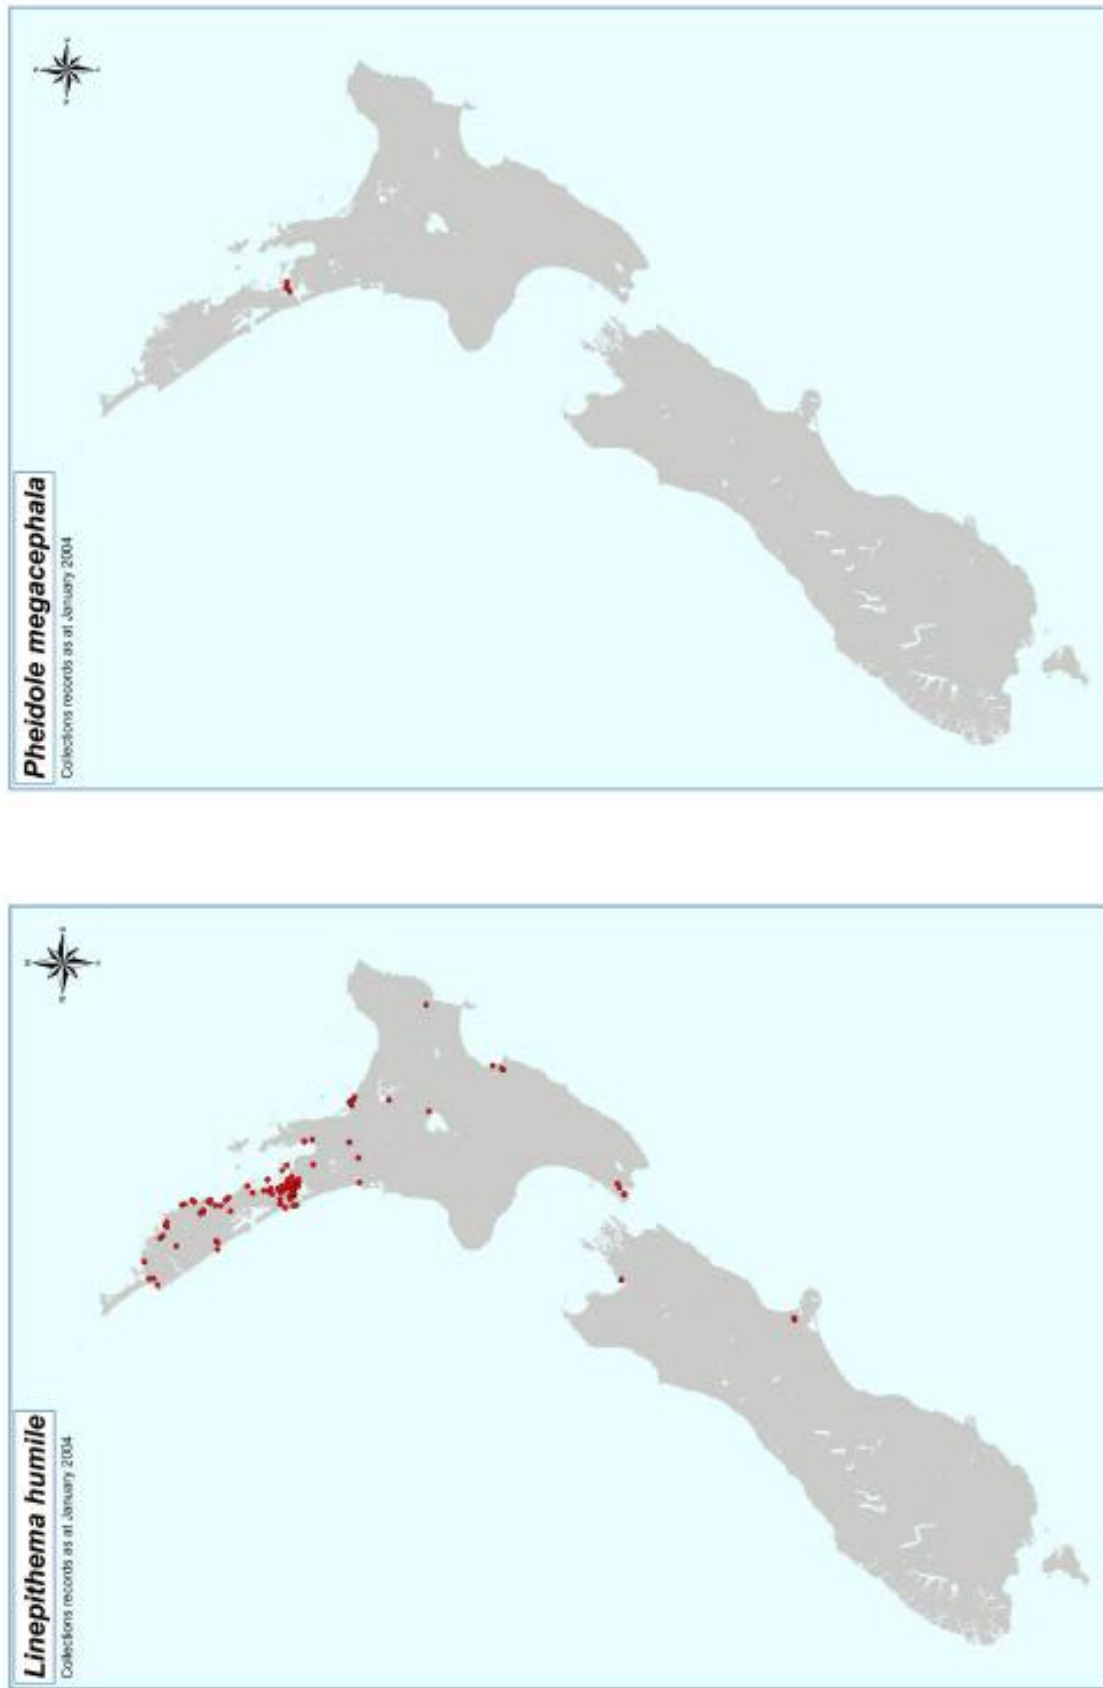 Pheidole megacephala
Collections records as at January 2004
Linepithema humile
Collections records as at January 2004